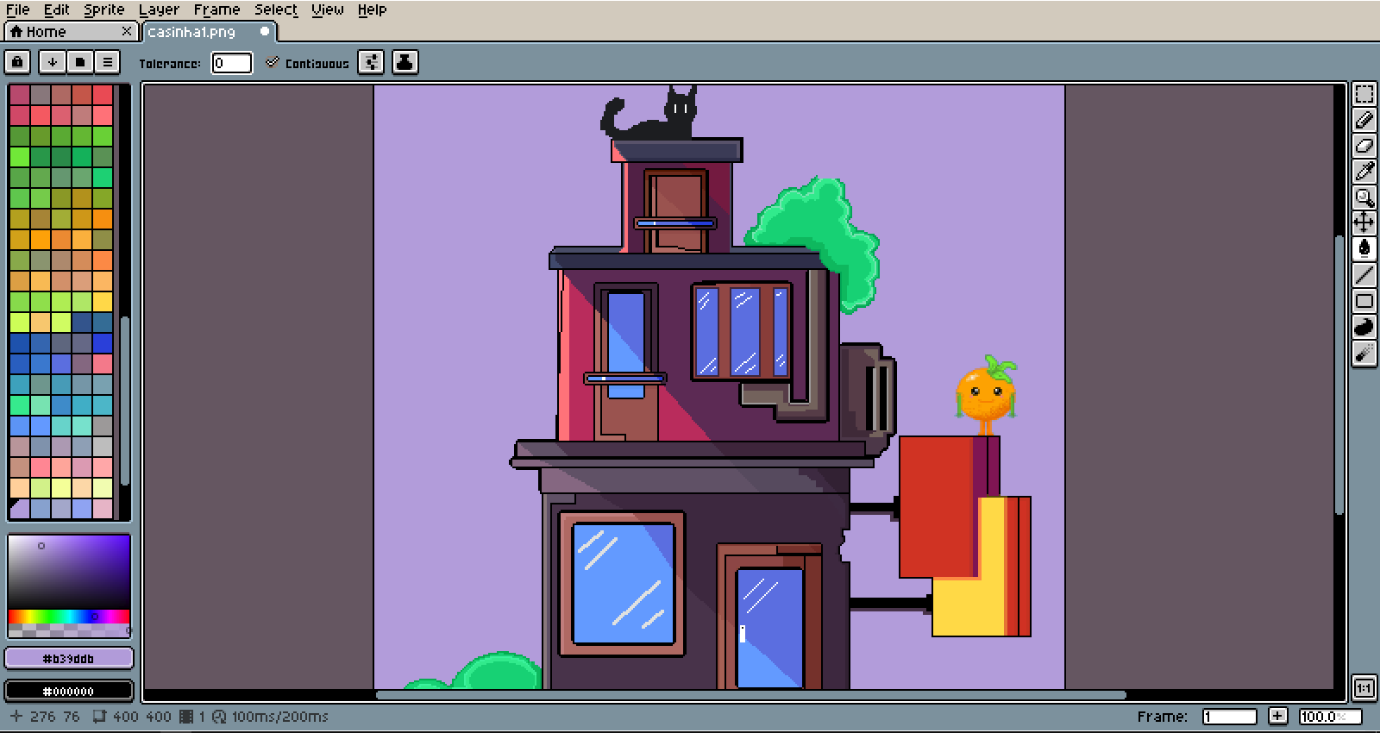 File Edit Sprite Layer Frame Select View Help
Home
casinha1.png
Tolerance: 0 Contiguous
#b39ddb
#000000
276 76 400 400 1 100ms/200ms
Frame: 1 100.0%
1:1